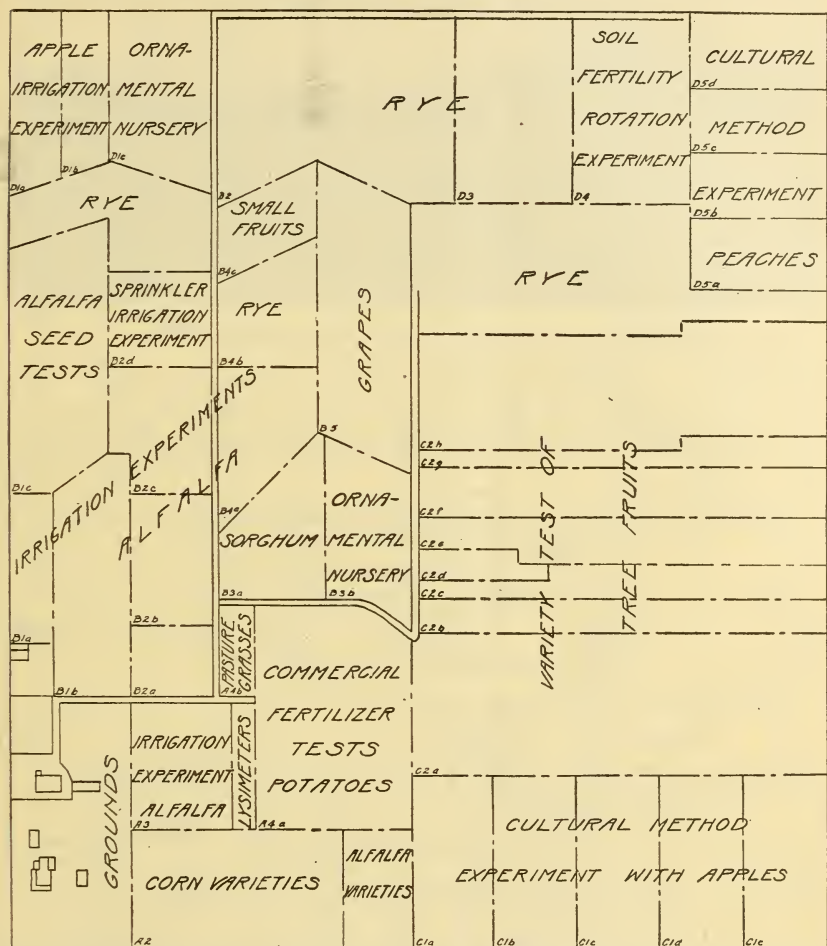 APPLE
IRRIGATION
EXPERIMENT
ORNA-
MENTAL
NURSERY
D1a
D1b
D1c
RYE
ALFALFA
SEED
TESTS
SPRINKLER
IRRIGATION
EXPERIMENT
B2d
IRRIGATION EXPERIMENTS
ALFALFA
B1c
B2c
B2b
B1a
B1b
B2a
RYE
B2
SMALL
FRUITS
B4c
RYE
B4b
GRAPES
B5
B4a
SORGHUM
ORNA-
MENTAL
NURSERY
B3a
B3b
SOIL
FERTILITY
ROTATION
EXPERIMENT
D3
D4
CULTURAL
D5d
METHOD
D5c
EXPERIMENT
D5b
PEACHES
D5a
RYE
C2h
C2g
C2f
C2e
C2d
C2c
C2b
VARIETY TEST OF
TREE FRUITS
PASTURE
GRASSES
A4b
COMMERCIAL
FERTILIZER
TESTS
POTATOES
GROUNDS
IRRIGATION
EXPERIMENT
ALFALFA
LYSIMETERS
A3
A4a
C2a
CORN VARIETIES
ALFALFA
VARIETIES
A2
CULTURAL METHOD
EXPERIMENT WITH APPLES
C1a
C1b
C1c
C1d
C1e